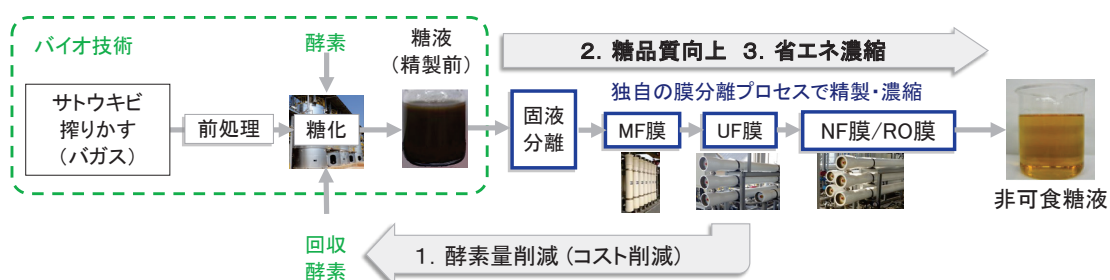 バイオ技術
酵素
糖液
(精製前)
2. 糖品質向上 3. 省エネ濃縮
サトウキビ
搾りかす
(バガス)
前処理
糖化
固液
分離
独自の膜分離プロセスで精製・濃縮
MF膜
UF膜
NF膜/RO膜
非可食糖液
回収
酵素
1. 酵素量削減 (コスト削減)